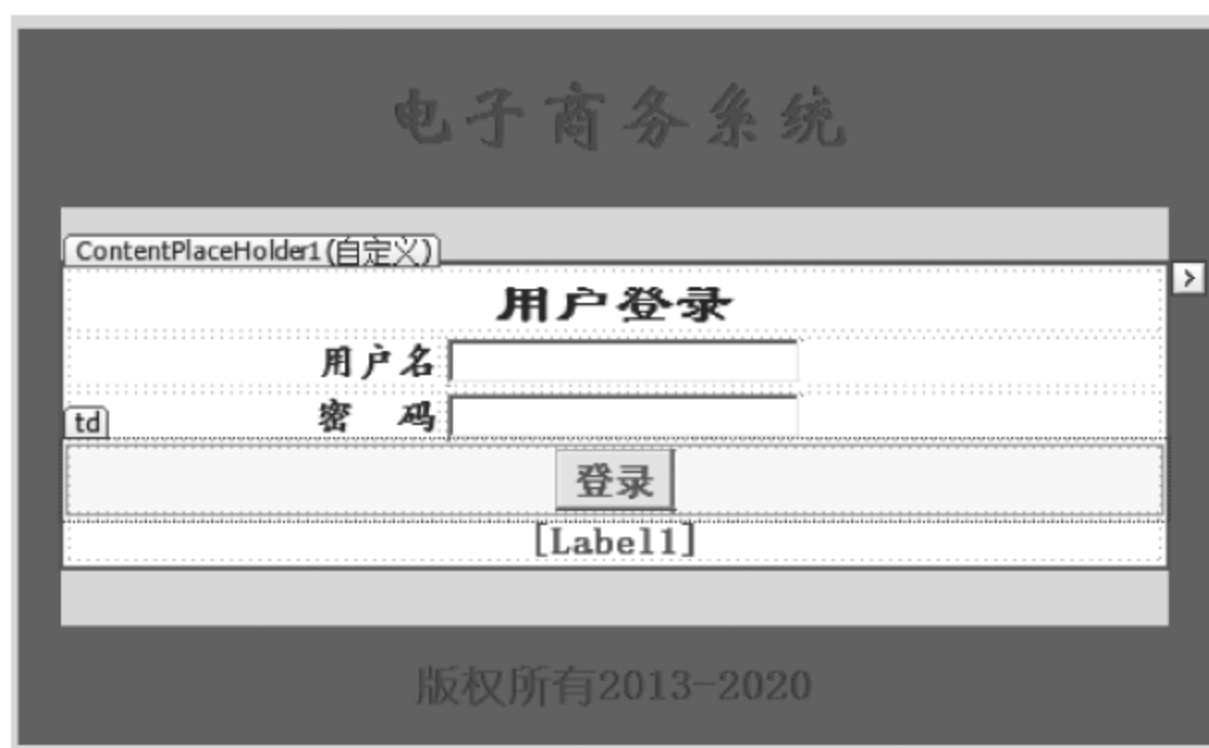 电子商务系统
ContentPlaceHolder1(自定义)
>
用户登录
用户名
密 码
td
登录
[Label1]
版权所有2013-2020